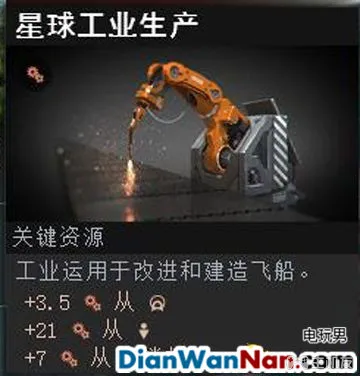 星球工业生产
关键资源
工业运用于改进和建造飞船。
+3.5 从
+21 从
电玩男
+7 从
DianWanNan.com